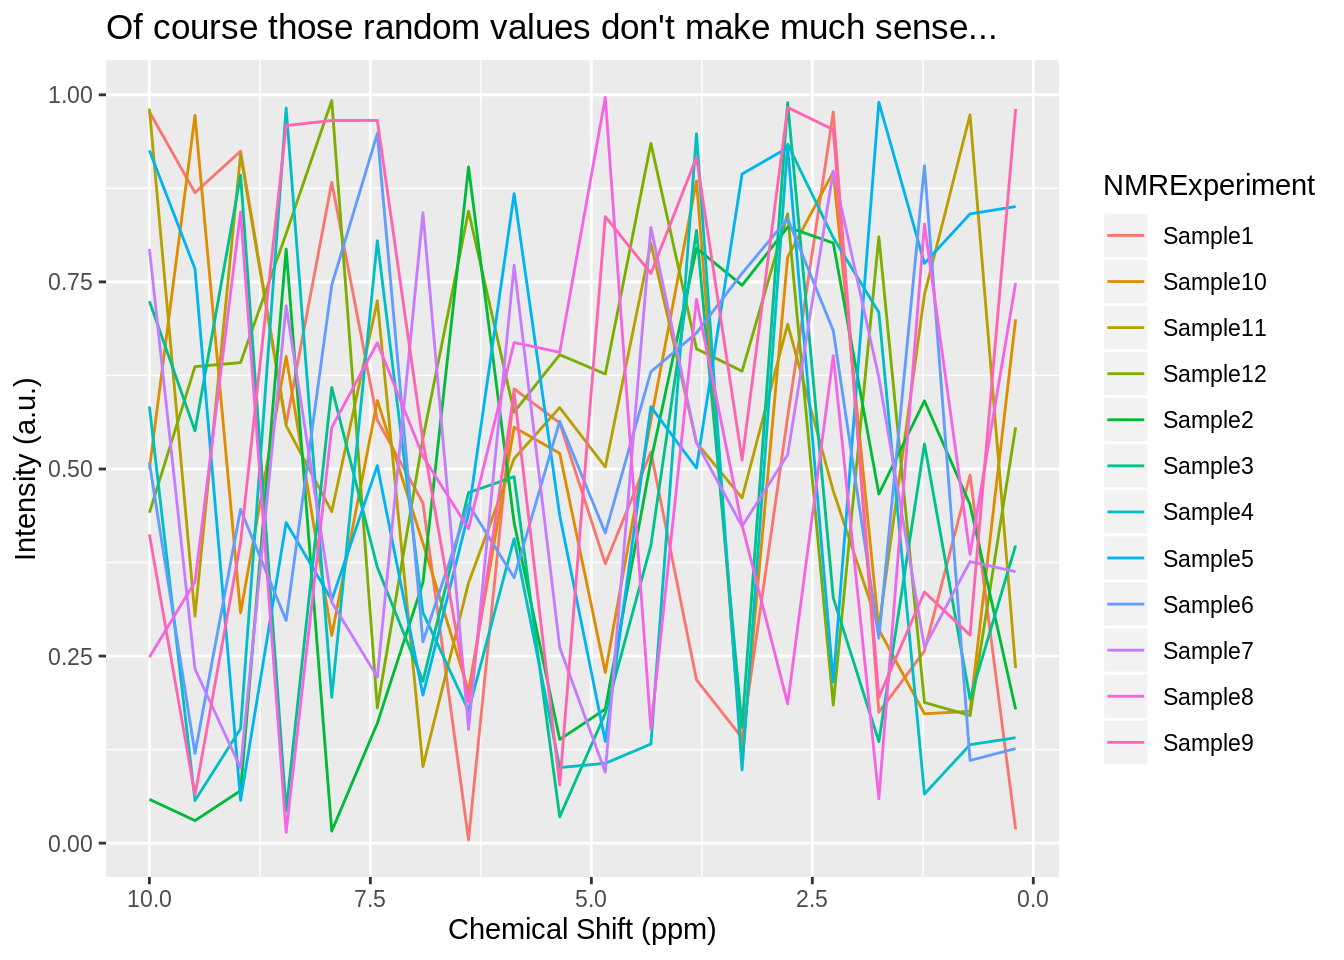 Of course those random values don't make much sense...
1.00
0.75
0.50
0.25
0.00
Intensity (a.u.)
10.0 7.5 5.0 2.5 0.0
Chemical Shift (ppm)
NMRExperiment
Sample1
Sample10
Sample11
Sample12
Sample2
Sample3
Sample4
Sample5
Sample6
Sample7
Sample8
Sample9